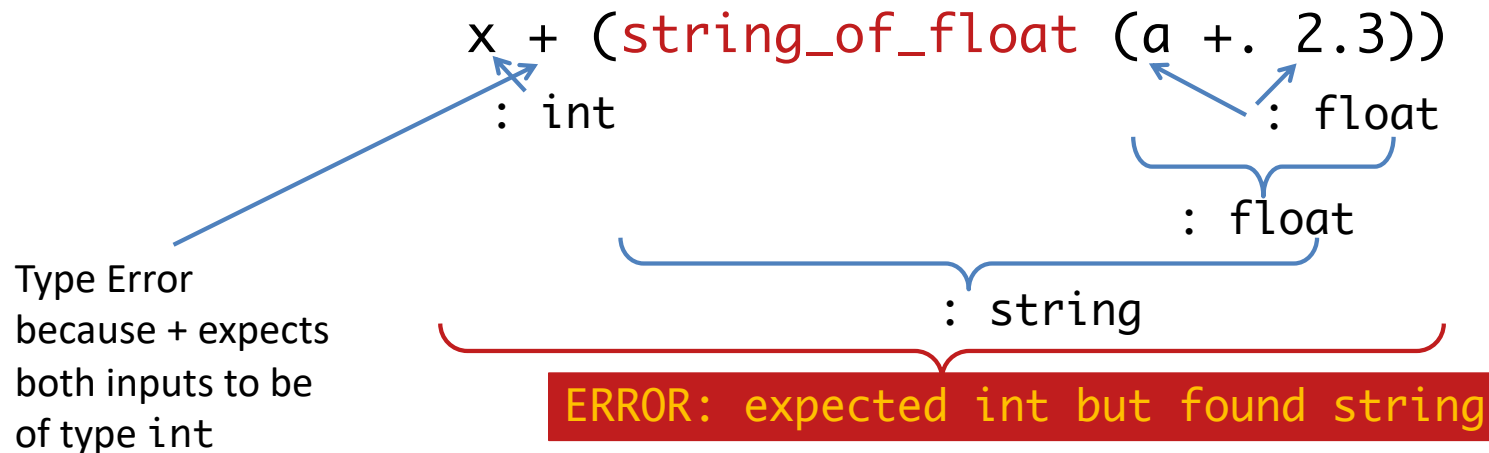 x + (string_of_float (a +. 2.3))
: int
: float
: float
: string
Type Error
because + expects
both inputs to be
of type int
ERROR: expected int but found string